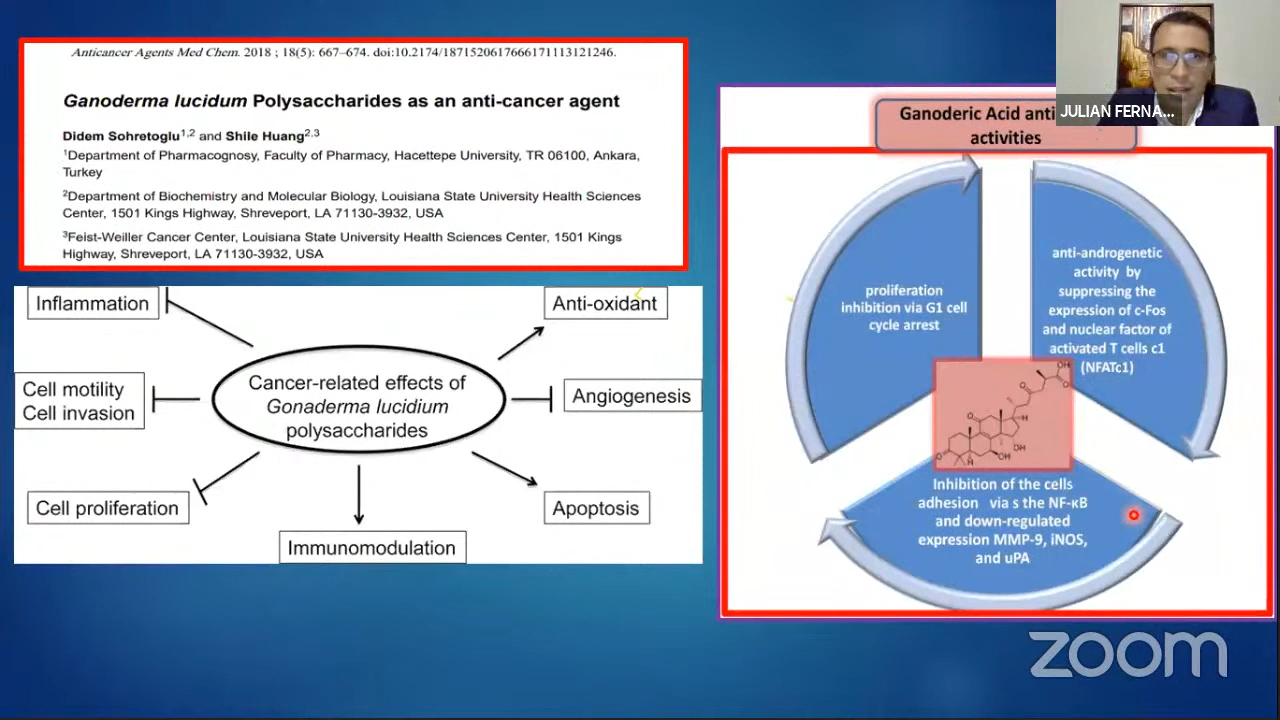 Anticancer Agents Med Chem. 2018 ; 18(5): 667–674. doi:10.2174/1871520617666171113121246.
Ganoderma lucidum Polysaccharides as an anti-cancer agent
Didem Sohretoglu1,2 and Shile Huang2,3
1Department of Pharmacognosy, Faculty of Pharmacy, Hacettepe University, TR 06100, Ankara,
Turkey
2Department of Biochemistry and Molecular Biology, Louisiana State University Health Sciences
Center, 1501 Kings Highway, Shreveport, LA 71130-3932, USA
3Feist-Weiller Cancer Center, Louisiana State University Health Sciences Center, 1501 Kings
Highway, Shreveport, LA 71130-3932, USA
Inflammation
Anti-oxidant
Cell motility
Cell invasion
Cancer-related effects of
Gonaderma lucidium
polysaccharides
Angiogenesis
Cell proliferation
Apoptosis
Immunomodulation
JULIAN FERNA...
Ganoderic Acid anti
activities
proliferation
inhibition via G1 cell
cycle arrest
anti-androgenetic
activity by
suppressing the
expression of c-Fos
and nuclear factor of
activated T cells c1
(NFATc1)
O
OH
O
O
O
H
OH
OH
H
O
Inhibition of the cells
adhesion via s the NF-κB
and down-regulated
expression MMP-9, iNOS,
and uPA
zoom